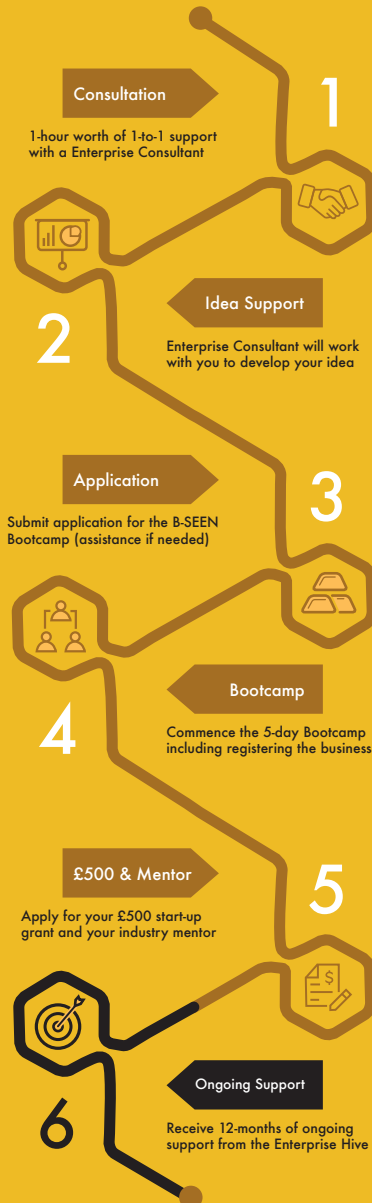 Consultation
1
1-hour worth of 1-to-1 support
with a Enterprise Consultant
2
Idea Support
Enterprise Consultant will work
with you to develop your idea
Application
3
Submit application for the B-SEEN
Bootcamp (assistance if needed)
4
Bootcamp
Commence the 5-day Bootcamp
including registering the business
£500 & Mentor
5
Apply for your £500 start-up
grant and your industry mentor
$
6
Ongoing Support
Receive 12-months of ongoing
support from the Enterprise Hive